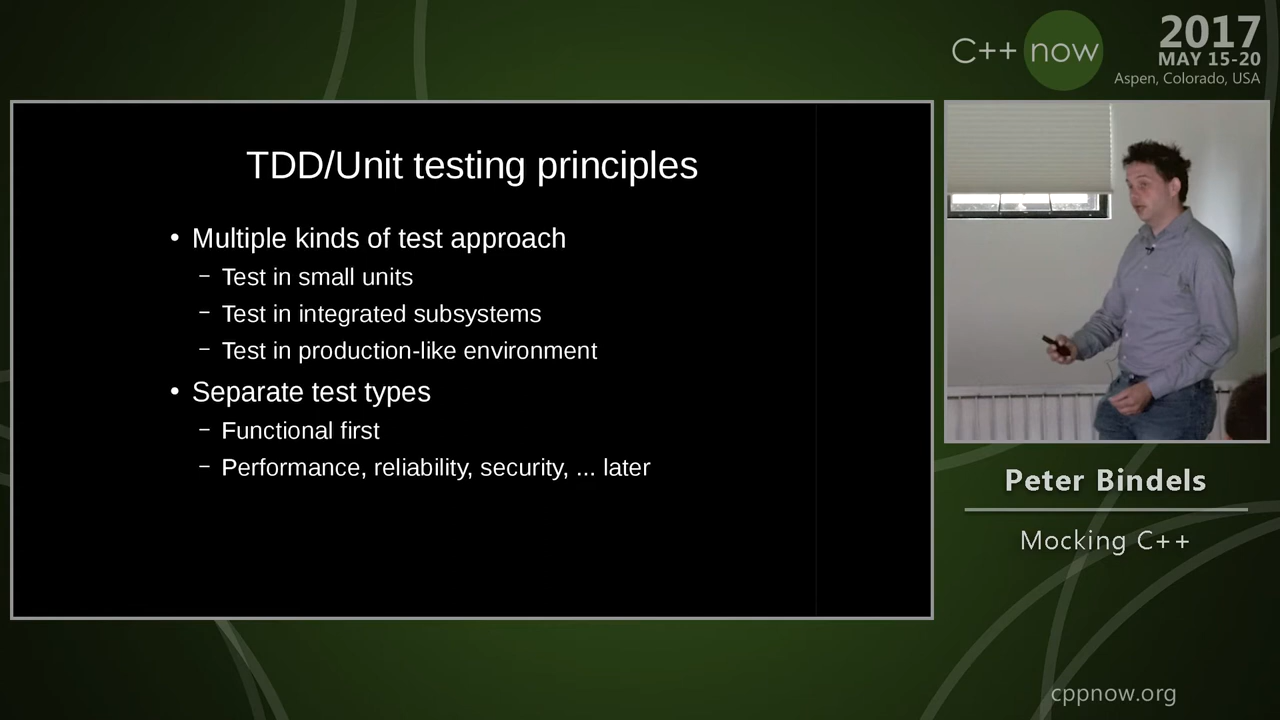 C++ now
2017
MAY 15-20
Aspen, Colorado, USA
TDD/Unit testing principles
• Multiple kinds of test approach
– Test in small units
– Test in integrated subsystems
– Test in production-like environment
• Separate test types
– Functional first
– Performance, reliability, security, ... later
Peter Bindels
Mocking C++
cppnow.org